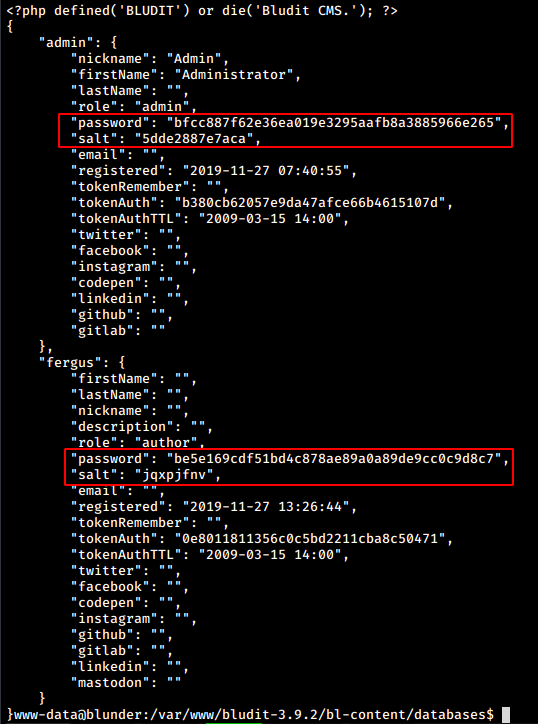 <?php defined('BLUDIT') or die('Bludit CMS.'); ?>
{
    "admin": {
        "nickname": "Admin",
        "firstName": "Administrator",
        "lastName": "",
        "role": "admin",
        "password": "bfcc887f62e36ea019e3295aafb8a3885966e265",
        "salt": "5dde2887e7aca",
        "email": "",
        "registered": "2019-11-27 07:40:55",
        "tokenRemember": "",
        "tokenAuth": "b380cb62057e9da47afce66b4615107d",
        "tokenAuthTTL": "2009-03-15 14:00",
        "twitter": "",
        "facebook": "",
        "instagram": "",
        "codepen": "",
        "linkedin": "",
        "github": "",
        "gitlab": ""
    },
    "fergus": {
        "firstName": "",
        "lastName": "",
        "nickname": "",
        "description": "",
        "role": "author",
        "password": "be5e169cdf51bd4c878ae89a0a89de9cc0c9d8c7",
        "salt": "jqxpjfnv",
        "email": "",
        "registered": "2019-11-27 13:26:44",
        "tokenRemember": "",
        "tokenAuth": "0e8011811356c0c5bd2211cba8c50471",
        "tokenAuthTTL": "2009-03-15 14:00",
        "twitter": "",
        "facebook": "",
        "codepen": "",
        "instagram": "",
        "github": "",
        "gitlab": "",
        "linkedin": "",
        "mastodon": ""
    }
}www-data@blunder:/var/www/bludit-3.9.2/bl-content/databases$